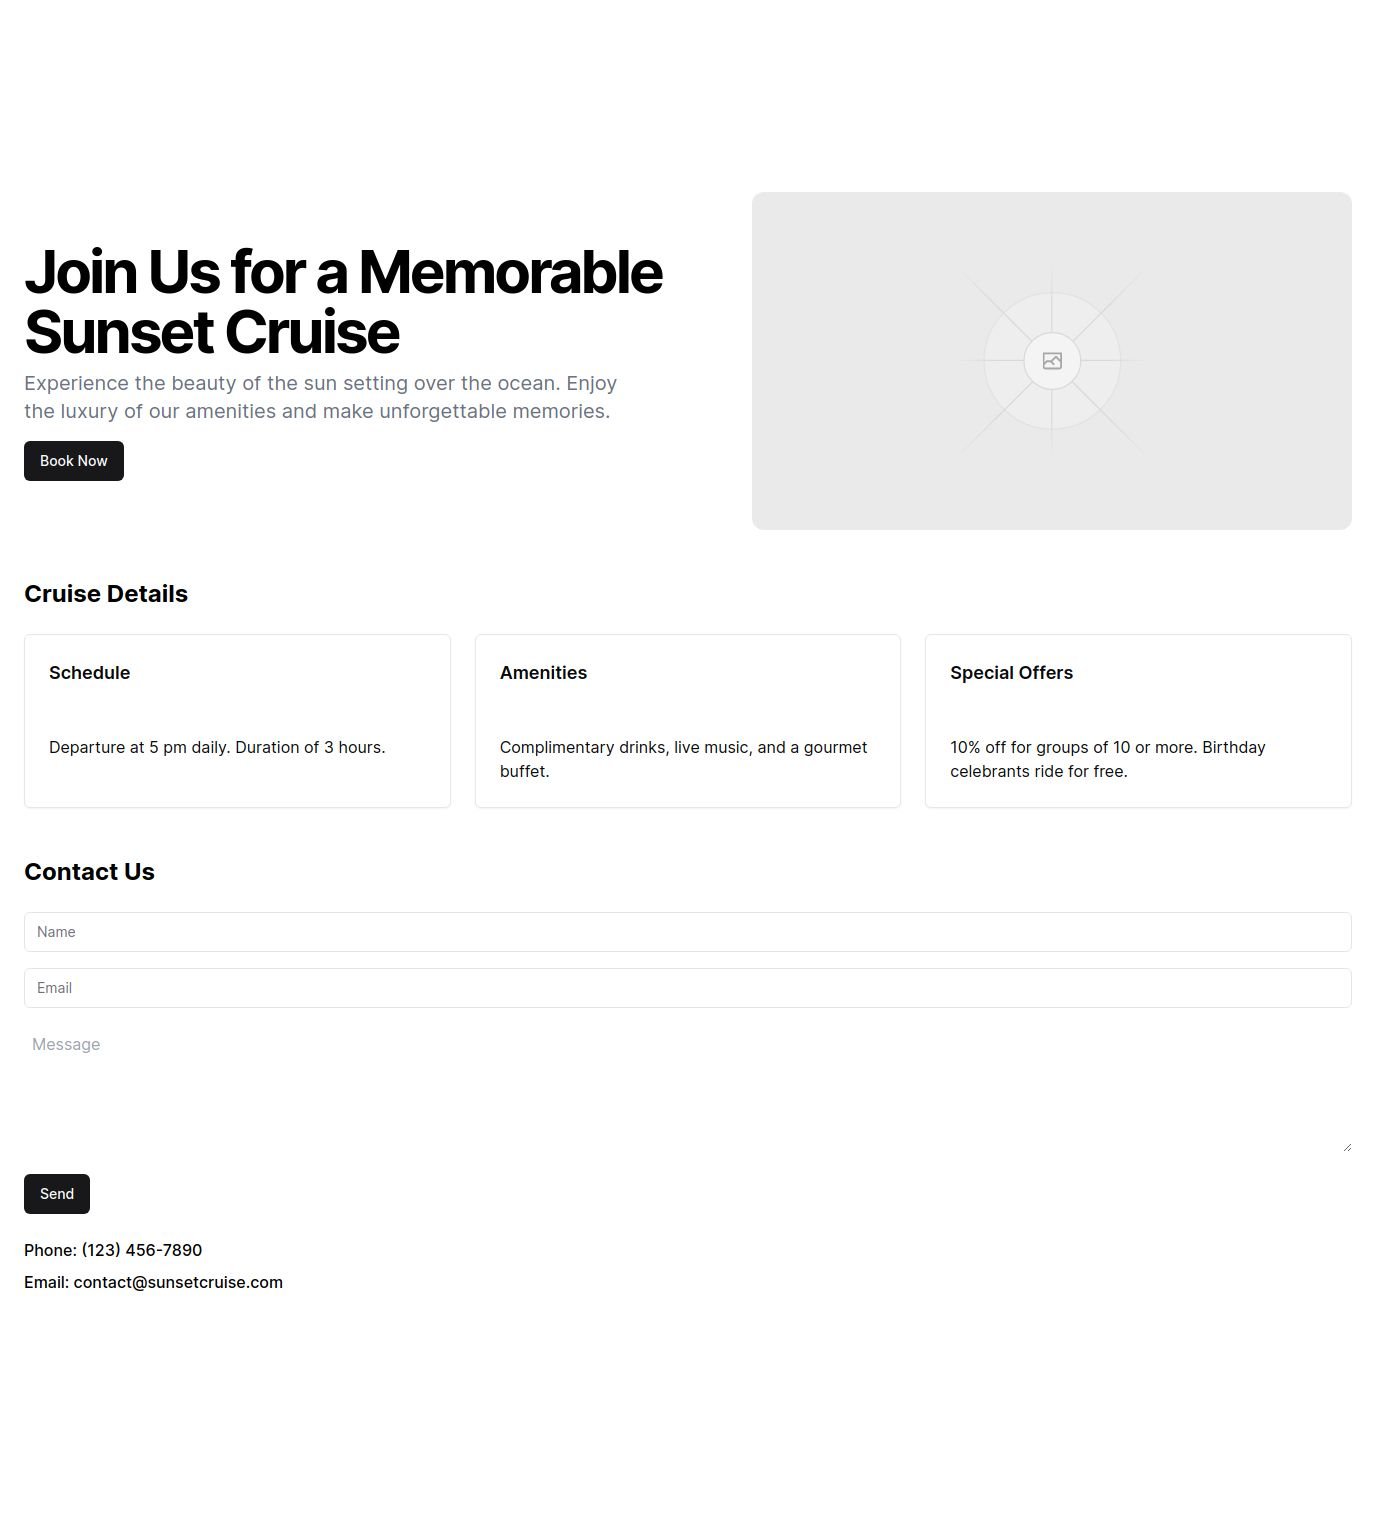 Join Us for a Memorable
Sunset Cruise
Experience the beauty of the sun setting over the ocean. Enjoy
the luxury of our amenities and make unforgettable memories.
Book Now
Cruise Details
Schedule
Departure at 5 pm daily. Duration of 3 hours.
Amenities
Complimentary drinks, live music, and a gourmet
buffet.
Special Offers
10% off for groups of 10 or more. Birthday
celebrants ride for free.
Contact Us
Name
Email
Message
Send
Phone: (123) 456-7890
Email: contact@sunsetcruise.com